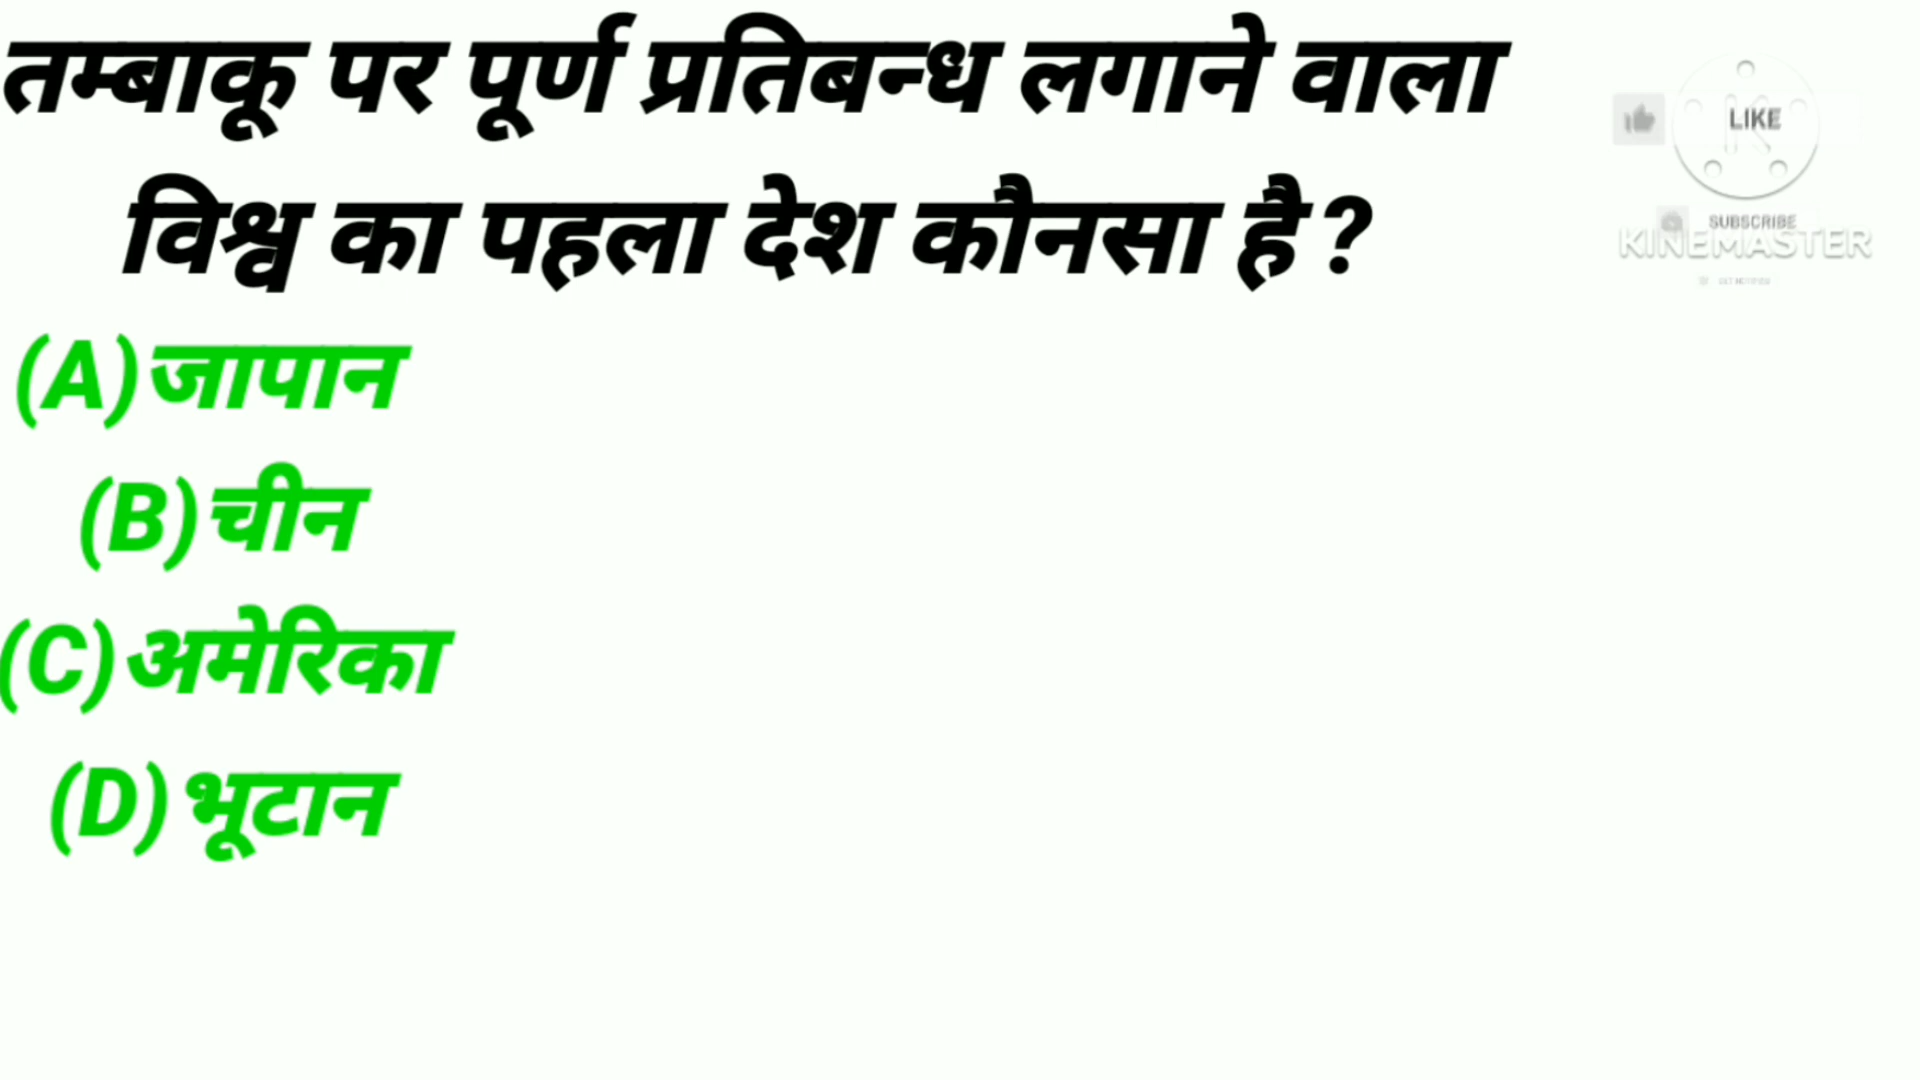 तम्बाकू पर पूर्ण प्रतिबन्ध लगाने वाला
विश्व का पहला देश कौनसा है?
(A)जापान
(B)चीन
(C)अमेरिका
(D)भूटान
LIKE
SUBSCRIBE
KINEMASTER